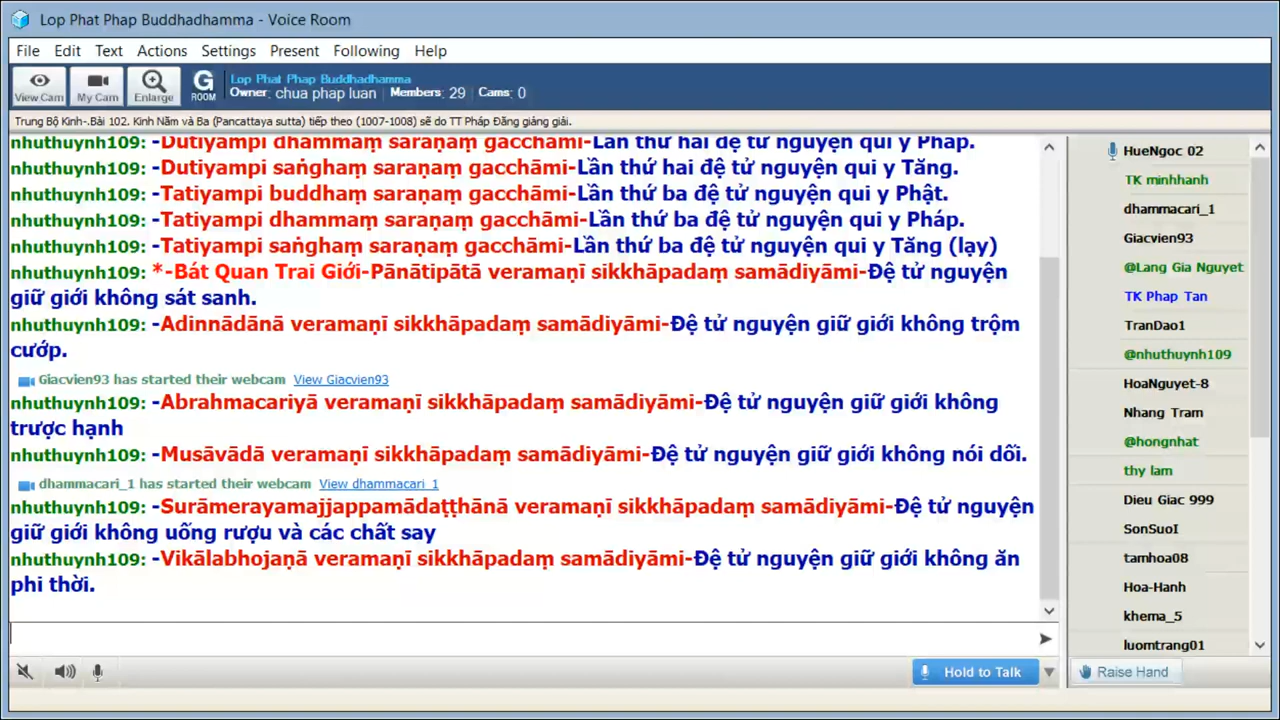 Lop Phat Phap Buddhadhamma - Voice Room
File Edit Text Actions Settings Present Following Help
View Cam My Cam Enlarge G ROOM
Lop Phat Phap Buddhadhamma
Owner: chua phap luan , Members: 29 , Cams: 0
Trung Bộ Kinh-.Bài 102. Kinh Năm và Ba (Pancattaya sutta) tiếp theo (1007-1008) sẽ do TT Pháp Đăng giảng giải.
nhuthuynh109: -Dutiyampi dhammaṃ saraṇaṃ gacchāmi-Lần thứ hai đệ tử nguyện qui y Pháp.
nhuthuynh109: -Dutiyampi saṅghaṃ saraṇaṃ gacchāmi-Lần thứ hai đệ tử nguyện qui y Tăng.
nhuthuynh109: -Tatiyampi buddhaṃ saraṇaṃ gacchāmi-Lần thứ ba đệ tử nguyện qui y Phật.
nhuthuynh109: -Tatiyampi dhammaṃ saraṇaṃ gacchāmi-Lần thứ ba đệ tử nguyện qui y Pháp.
nhuthuynh109: -Tatiyampi saṅghaṃ saraṇaṃ gacchāmi-Lần thứ ba đệ tử nguyện qui y Tăng (lạy)
nhuthuynh109: *-Bát Quan Trai Giới-Pānātipātā veramaṇī sikkhāpadaṃ samādiyāmi-Đệ tử nguyện
giữ giới không sát sanh.
nhuthuynh109: -Adinnādānā veramaṇī sikkhāpadaṃ samādiyāmi-Đệ tử nguyện giữ giới không trộm
cướp.
Giacvien93 has started their webcam View Giacvien93
nhuthuynh109: -Abrahmacariyā veramaṇī sikkhāpadaṃ samādiyāmi-Đệ tử nguyện giữ giới không
trược hạnh
nhuthuynh109: -Musāvādā veramaṇī sikkhāpadaṃ samādiyāmi-Đệ tử nguyện giữ giới không nói dối.
dhammacari_1 has started their webcam View dhammacari_1
nhuthuynh109: -Surāmerayamajjappamādaṭṭhānā veramaṇī sikkhāpadaṃ samādiyāmi-Đệ tử nguyện
giữ giới không uống rượu và các chất say
nhuthuynh109: -Vikālabhojaṇā veramaṇī sikkhāpadaṃ samādiyāmi-Đệ tử nguyện giữ giới không ăn
phi thời.
Hold to Talk
HueNgoc 02
TK minhhanh
dhammacari_1
Giacvien93
@Lang Gia Nguyet
TK Phap Tan
TranDao1
@nhuthuynh109
HoaNguyet-8
Nhang Tram
@hongnhat
thy lam
Dieu Giac 999
SonSuoI
tamhoa08
Hoa-Hanh
khema_5
luomtrang01
Raise Hand